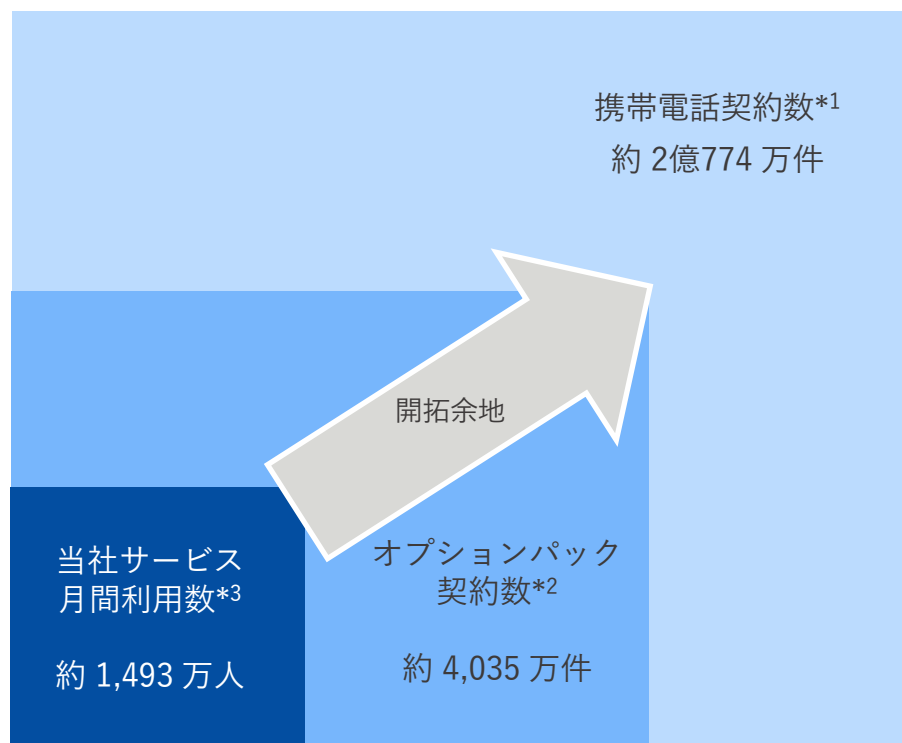 携帯電話契約数*1
約 2億774 万件
開拓余地
当社サービス
月間利用数*3
約 1,493 万人
オプションパック
契約数*2
約 4,035 万件